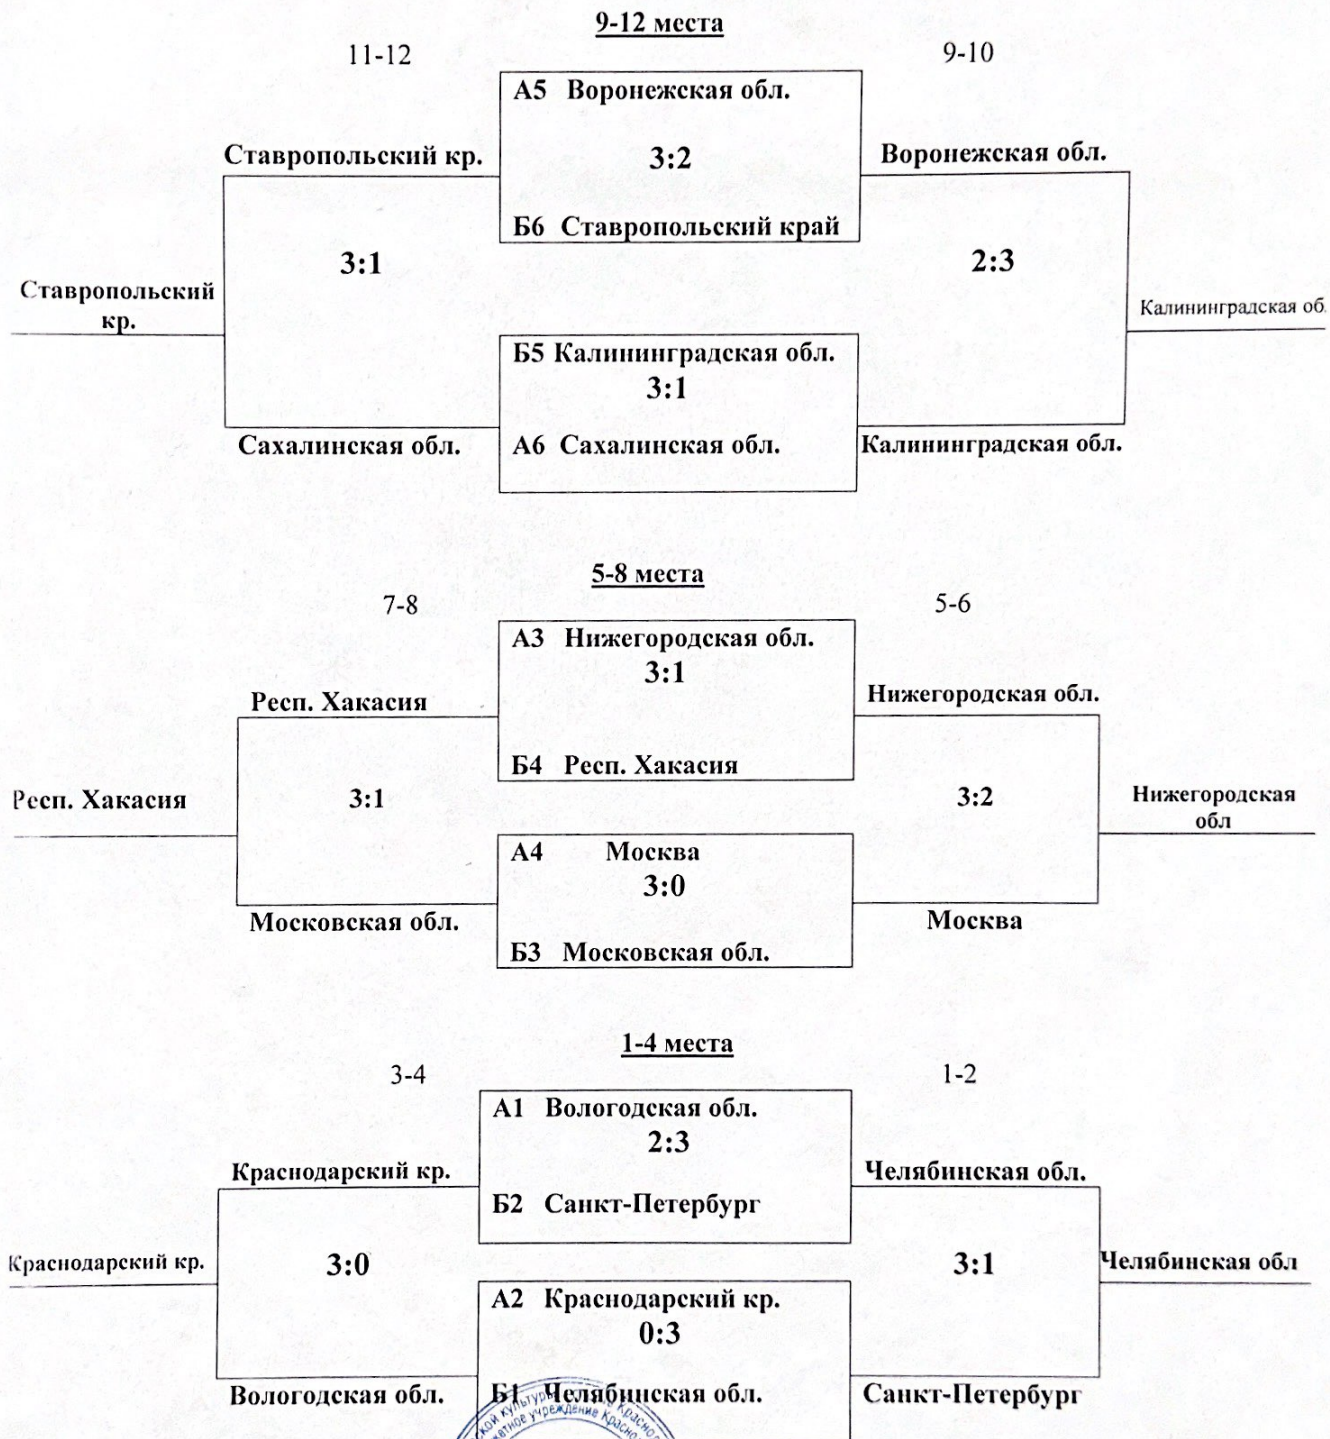 9-12 места
11-12
9-10
А5 Воронежская обл.
Ставропольский кр.
3:2
Воронежская обл.
Б6 Ставропольский край
3:1
2:3
Ставропольский
кр.
Калининградская об
Б5 Калининградская обл.
3:1
Сахалинская обл.
А6 Сахалинская обл.
Калининградская обл.
5-8 места
7-8
5-6
А3 Нижегородская обл.
3:1
Респ. Хакасия
Нижегородская обл.
Б4 Респ. Хакасия
Респ. Хакасия
3:1
3:2
Нижегородская
обл
А4 Москва
3:0
Московская обл.
Москва
Б3 Московская обл.
1-4 места
3-4
1-2
А1 Вологодская обл.
2:3
Краснодарский кр.
Челябинская обл.
Б2 Санкт-Петербург
Краснодарский кр.
3:0
3:1
Челябинская обл
А2 Краснодарский кр.
0:3
Вологодская обл.
Б1 Челябинская обл.
Санкт-Петербург
учреждение